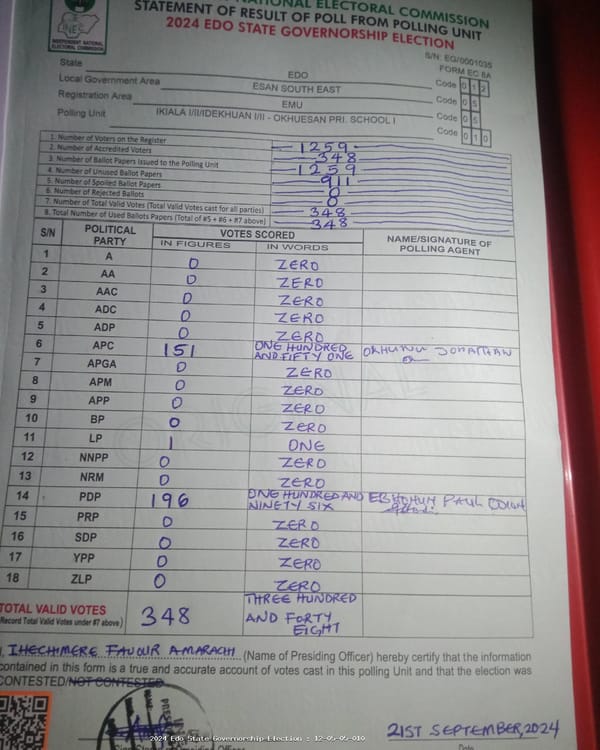 NATIONAL ELECTORAL COMMISSION
STATEMENT OF RESULT OF POLL FROM POLLING UNIT
2024 EDO STATE GOVERNORSHIP ELECTION
INEC
INDEPENDENT NATIONAL
ELECTORAL COMMISSION
S/N: EG/0001035
FORM EC 8A
State EDO Code 0 1 2
Local Government Area ESAN SOUTH EAST Code 0 5
Registration Area EMU Code 0 5
Polling Unit IKIALA I/II/IDEKHUAN I/II - OKHUESAN PRI. SCHOOL I Code 0 1 0
1. Number of Voters on the Register 1259
2. Number of Accredited Voters 348
3. Number of Ballot Papers Issued to the Polling Unit 1259
4. Number of Unused Ballot Papers 911
5. Number of Spoiled Ballot Papers 0
6. Number of Rejected Ballots 0
7. Number of Total Valid Votes (Total Valid Votes cast for all parties) 348
8. Total Number of Used Ballots Papers (Total of #5 + #6 + #7 above) 348
S/N POLITICAL PARTY VOTES SCORED NAME/SIGNATURE OF POLLING AGENT
IN FIGURES IN WORDS
1 A 0 ZERO
2 AA 0 ZERO
3 AAC 0 ZERO
4 ADC 0 ZERO
5 ADP 0 ZERO
6 APC 151 ONE HUNDRED AND FIFTY ONE JONATHAN
7 APGA 0 ZERO
8 APM 0 ZERO
9 APP 0 ZERO
10 BP 0 ZERO
11 LP 1 ONE
12 NNPP 0 ZERO
13 NRM 0 ZERO
14 PDP 196 ONE HUNDRED AND NINETY SIX PAUL
15 PRP 0 ZERO
16 SDP 0 ZERO
17 YPP 0 ZERO
18 ZLP 0 ZERO
TOTAL VALID VOTES 348 THREE HUNDRED AND FORTY EIGHT
(Record Total Valid Votes under #7 above)
I, IHECHIMERE FAVOUR AMARACHI (Name of Presiding Officer) hereby certify that the information
contained in this form is a true and accurate account of votes cast in this polling Unit and that the election was
CONTESTED/NOT CONTESTED
21ST SEPTEMBER, 2024
2024 Edo State Governorship Election : 12-05-05-010
Date